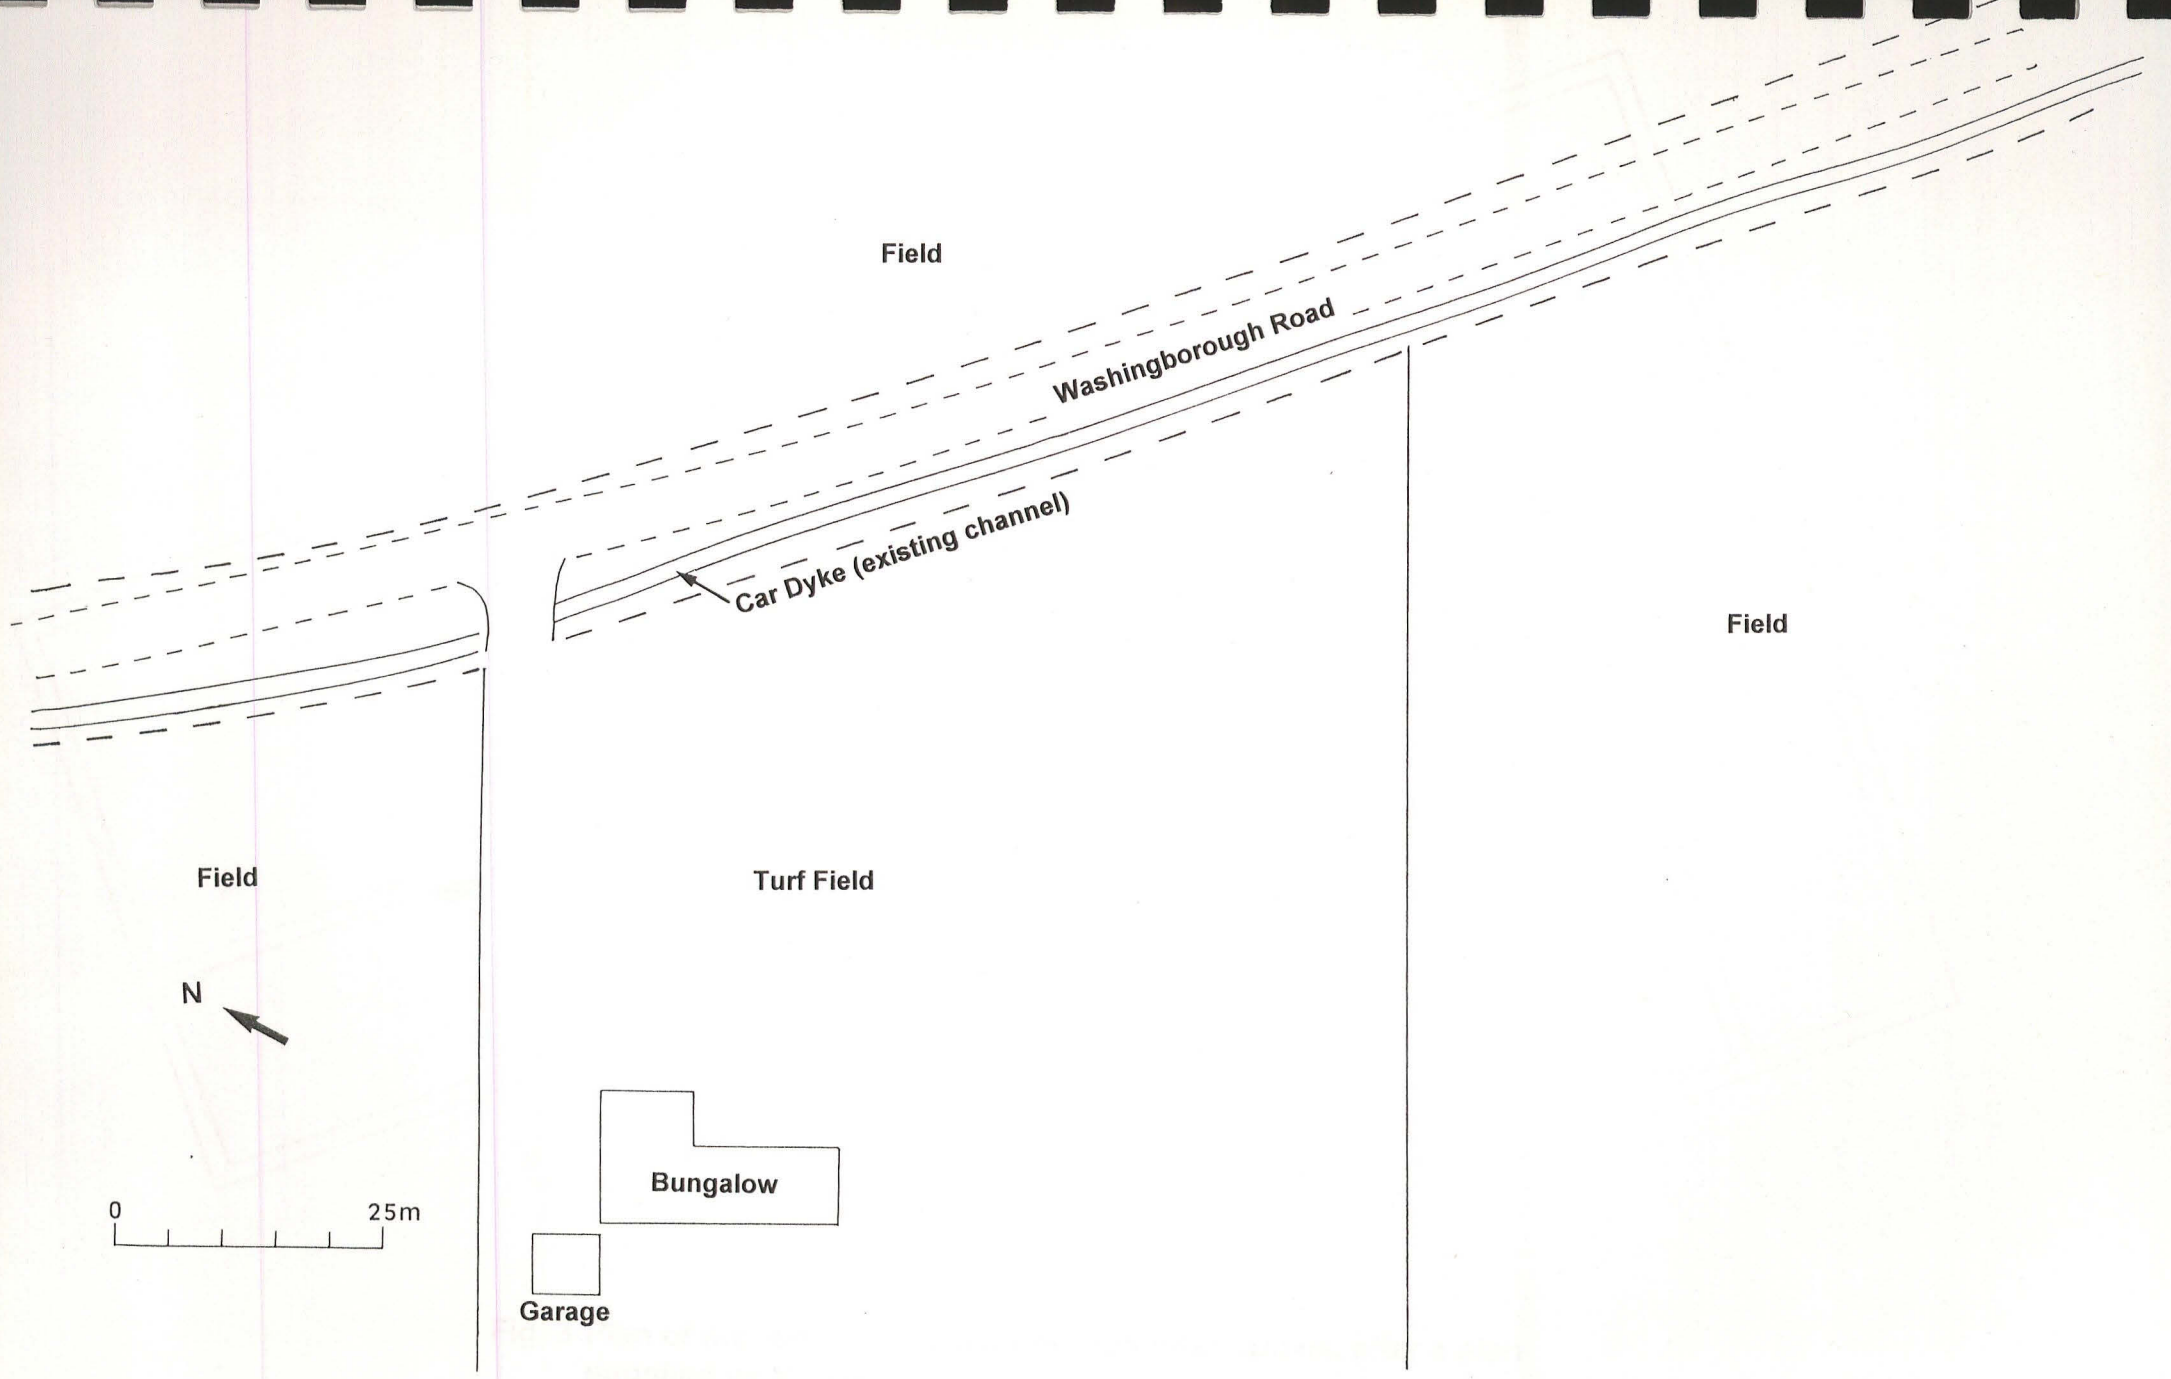 Field
Washingborough Road
Car Dyke (existing channel)
Field
Field
Turf Field
N
Bungalow
0 25m
Garage